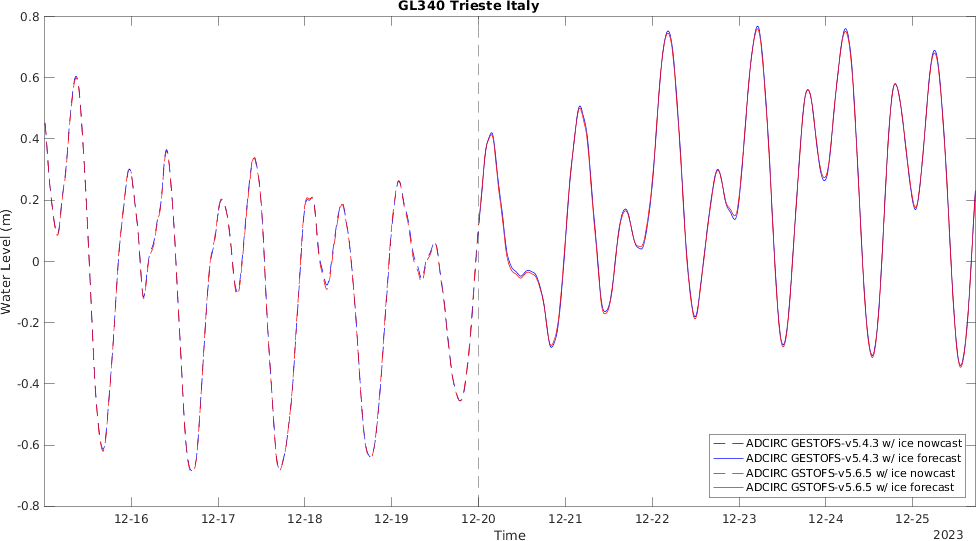 GL340 Trieste Italy
Water Level (m)
0.8
0.6
0.4
0.2
0
-0.2
-0.4
-0.6
-0.8
ADCIRC GESTOFS-v5.4.3 w/ ice nowcast
ADCIRC GESTOFS-v5.4.3 w/ ice forecast
ADCIRC GSTOFS-v5.6.5 w/ ice nowcast
ADCIRC GSTOFS-v5.6.5 w/ ice forecast
12-16 12-17 12-18 12-19 12-20 12-21 12-22 12-23 12-24 12-25
Time
2023